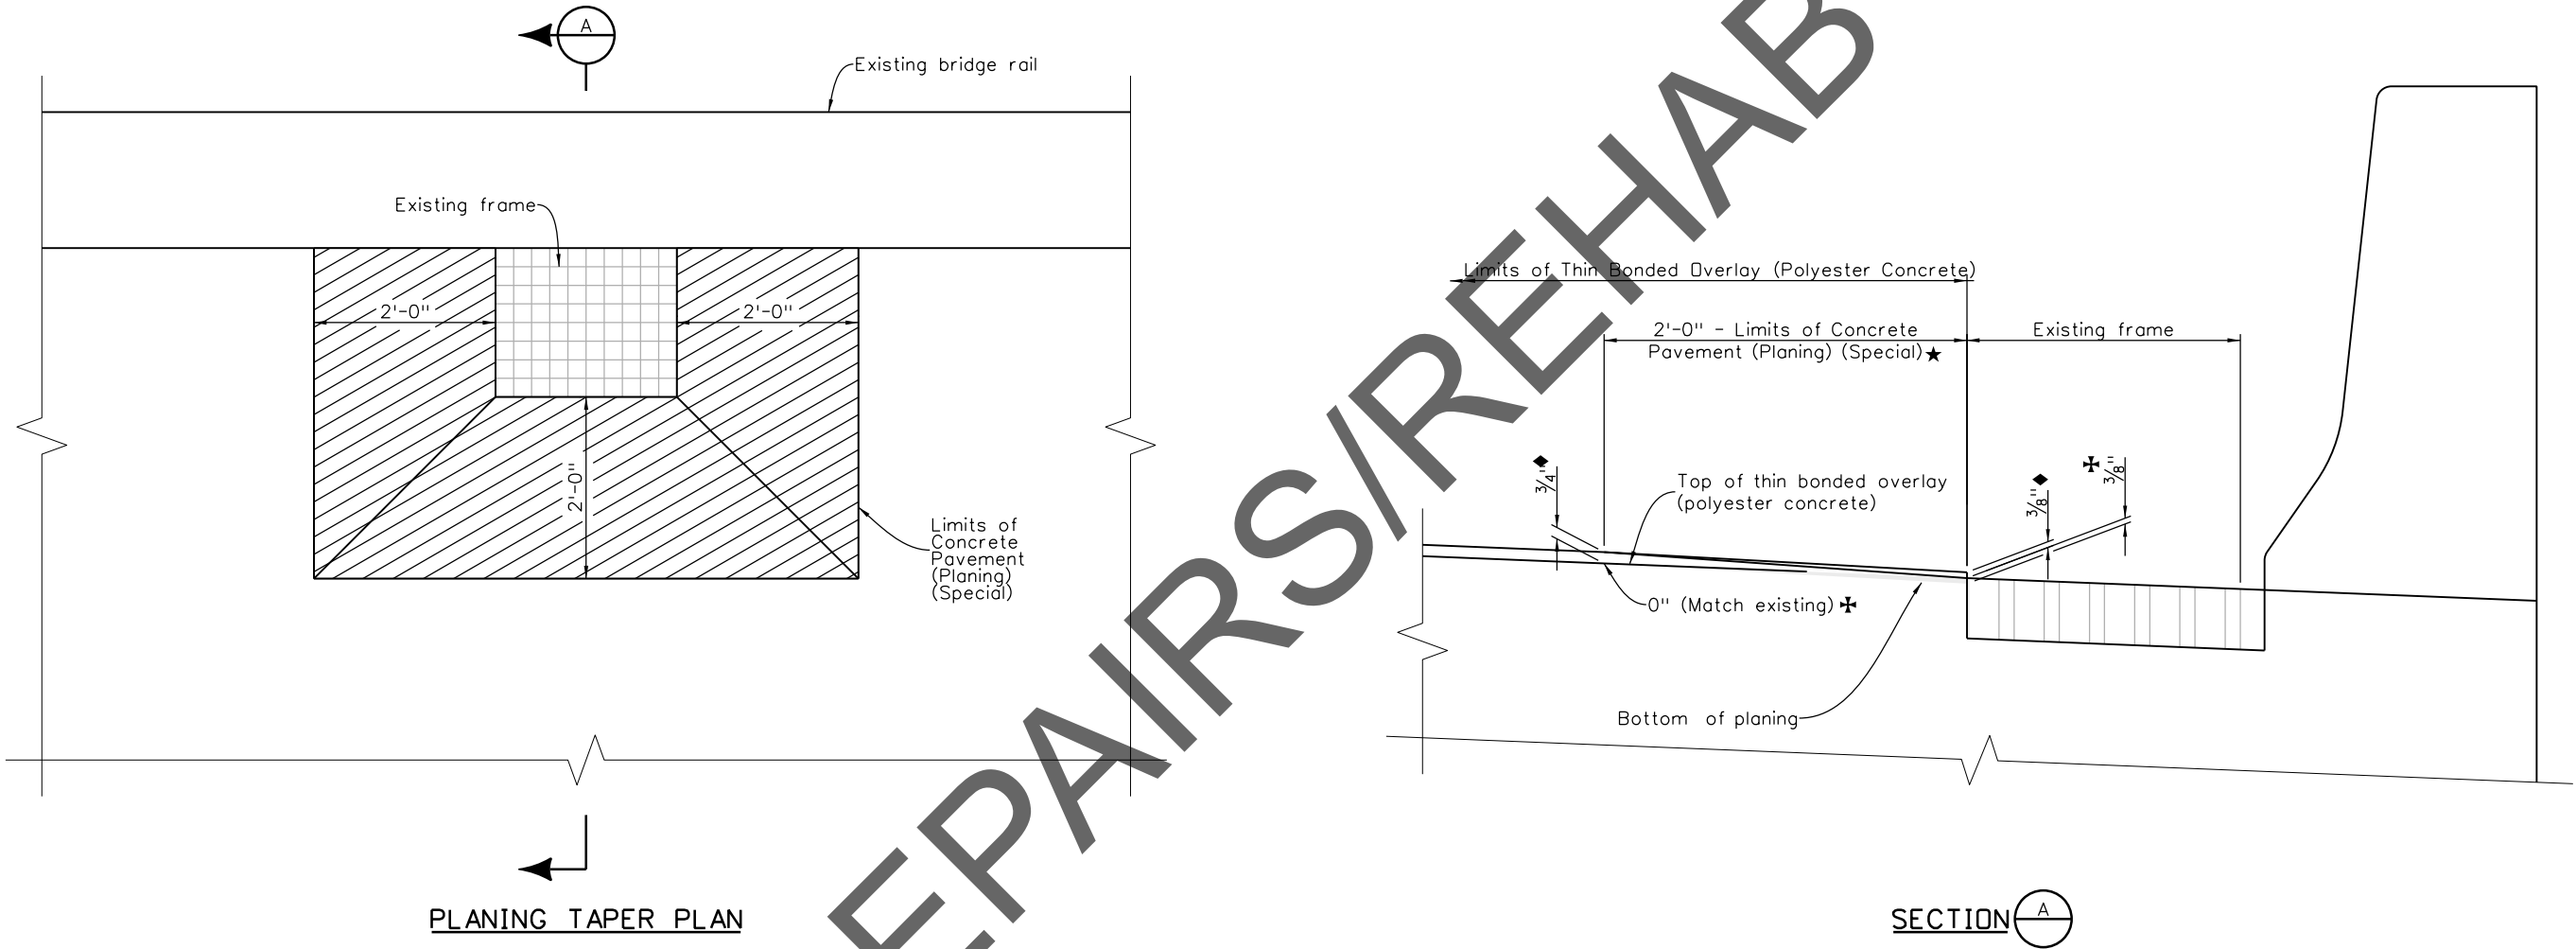 A
Existing bridge rail
Existing frame
2'-0"
2'-0"
2'-0"
Limits of
Concrete
Pavement
(Planing)
(Special)
PLANING TAPER PLAN
EPAIRS/REHAB
Limits of Thin Bonded Overlay (Polyester Concrete)
2'-0" - Limits of Concrete
Pavement (Planing) (Special)★
Existing frame
3/4"◆
Top of thin bonded overlay
(polyester concrete)
3/8"◆
✠ 3/8"
0" (Match existing) ✠
Bottom of planing
SECTION A